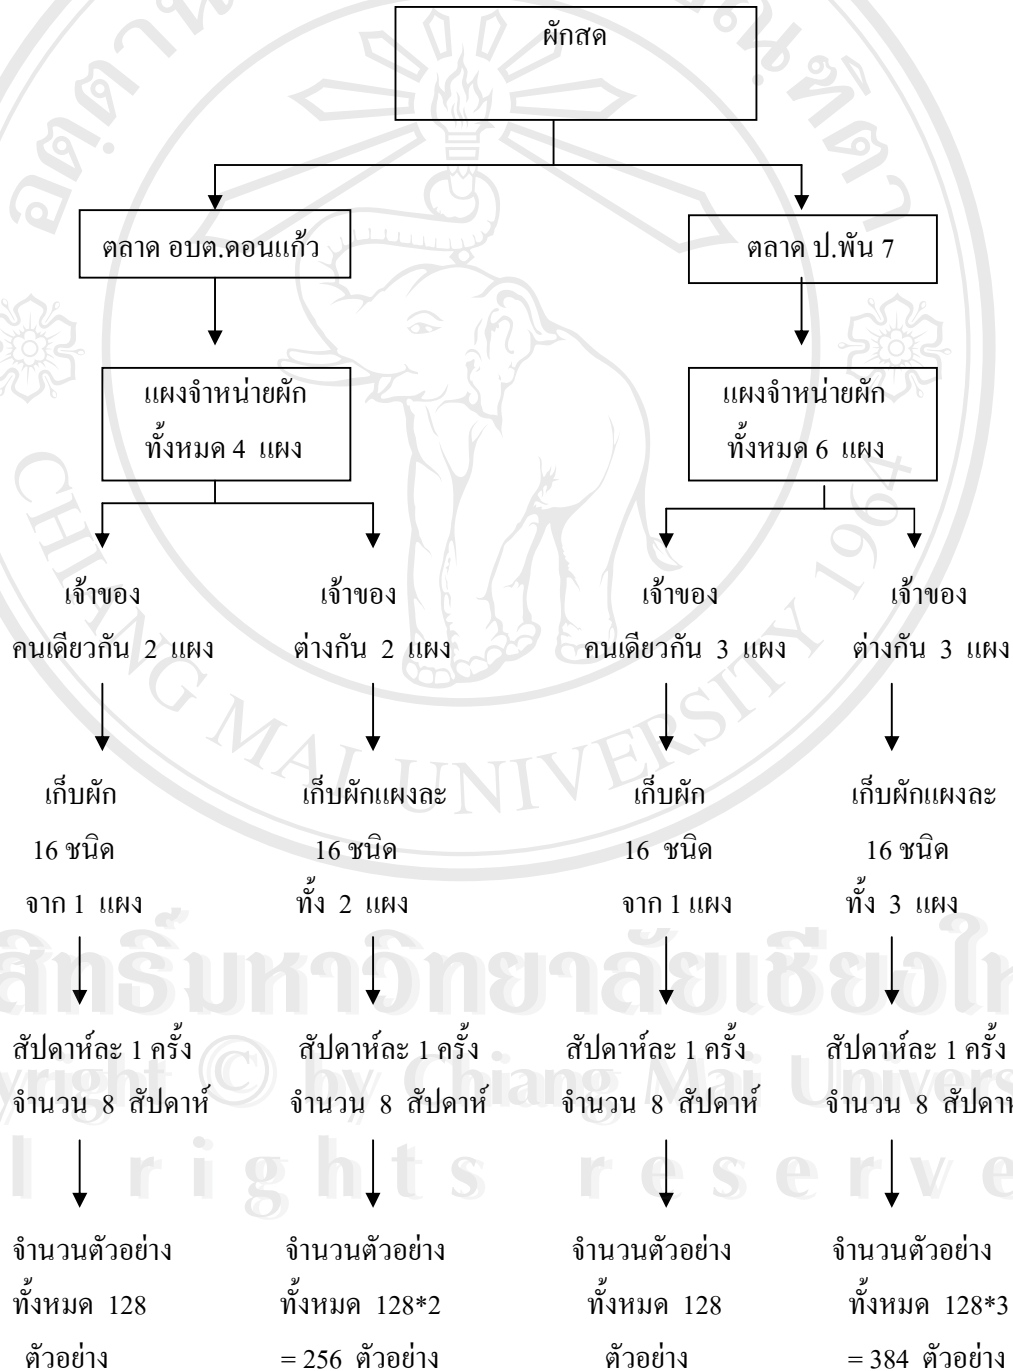 ผักสด
ตลาด อบต.ดอนแก้ว
ตลาด ป.พัน 7
แผงจำหน่ายผัก
ทั้งหมด 4 แผง
แผงจำหน่ายผัก
ทั้งหมด 6 แผง
เจ้าของ
คนเดียวกัน 2 แผง
เจ้าของ
ต่างกัน 2 แผง
เจ้าของ
คนเดียวกัน 3 แผง
เจ้าของ
ต่างกัน 3 แผง
เก็บผัก
16 ชนิด
จาก 1 แผง
เก็บผักแผงละ
16 ชนิด
ทั้ง 2 แผง
เก็บผัก
16 ชนิด
จาก 1 แผง
เก็บผักแผงละ
16 ชนิด
ทั้ง 3 แผง
สัปดาห์ละ 1 ครั้ง
จำนวน 8 สัปดาห์
สัปดาห์ละ 1 ครั้ง
จำนวน 8 สัปดาห์
สัปดาห์ละ 1 ครั้ง
จำนวน 8 สัปดาห์
สัปดาห์ละ 1 ครั้ง
จำนวน 8 สัปดาห์
จำนวนตัวอย่าง
ทั้งหมด 128
ตัวอย่าง
จำนวนตัวอย่าง
ทั้งหมด 128*2
= 256 ตัวอย่าง
จำนวนตัวอย่าง
ทั้งหมด 128
ตัวอย่าง
จำนวนตัวอย่าง
ทั้งหมด 128*3
= 384 ตัวอย่าง
CHIANG MAI UNIVERSITY 1964
© by Chiang Mai
rights